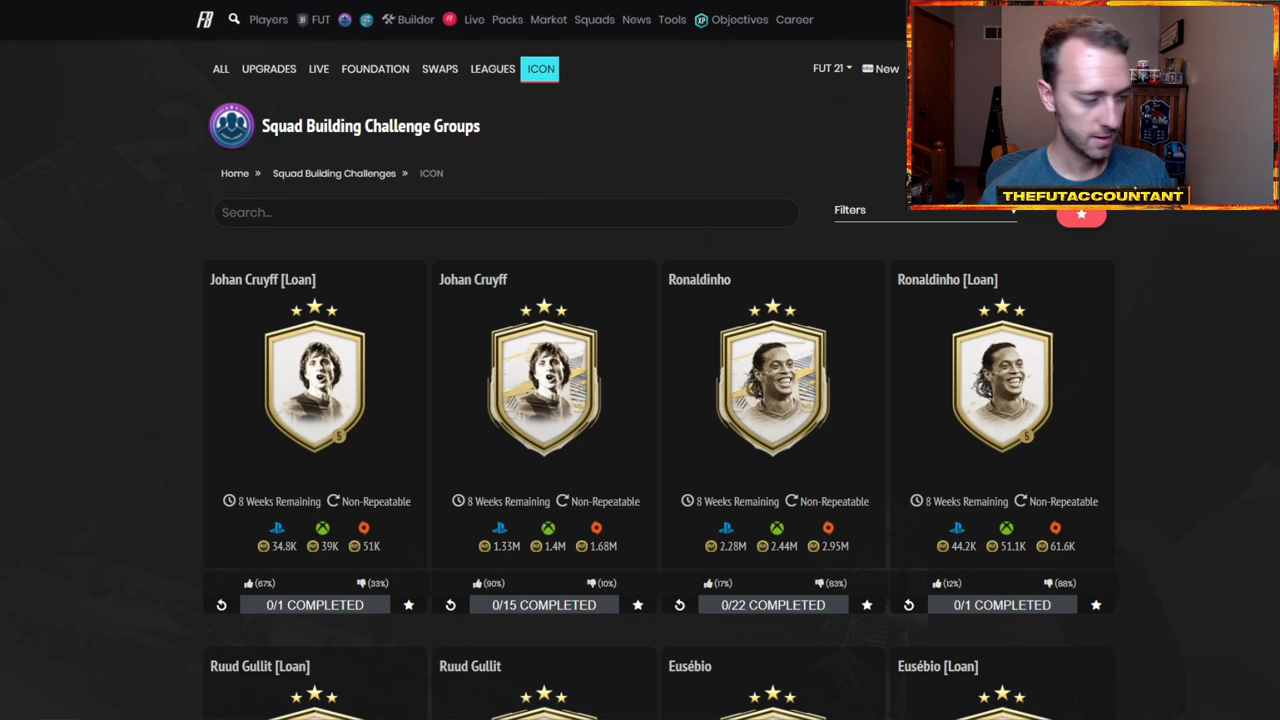 FB Players FUT Builder Live Packs Market Squads News Tools XP Objectives Career
ALL UPGRADES LIVE FOUNDATION SWAPS LEAGUES ICON FUT 21 New
Squad Building Challenge Groups
THEFUTACCOUNTANT
Home » Squad Building Challenges » ICON
Search... Filters
Johan Cruyff [Loan] Johan Cruyff Ronaldinho Ronaldinho [Loan]
5 5
8 Weeks Remaining Non-Repeatable 8 Weeks Remaining Non-Repeatable 8 Weeks Remaining Non-Repeatable 8 Weeks Remaining Non-Repeatable
34.8K 39K 51K 1.33M 1.4M 1.68M 2.28M 2.44M 2.95M 44.2K 51.1K 61.6K
(67%) (33%) (90%) (10%) (17%) (83%) (12%) (88%)
0/1 COMPLETED 0/15 COMPLETED 0/22 COMPLETED 0/1 COMPLETED
Ruud Gullit [Loan] Ruud Gullit Eusébio Eusébio [Loan]